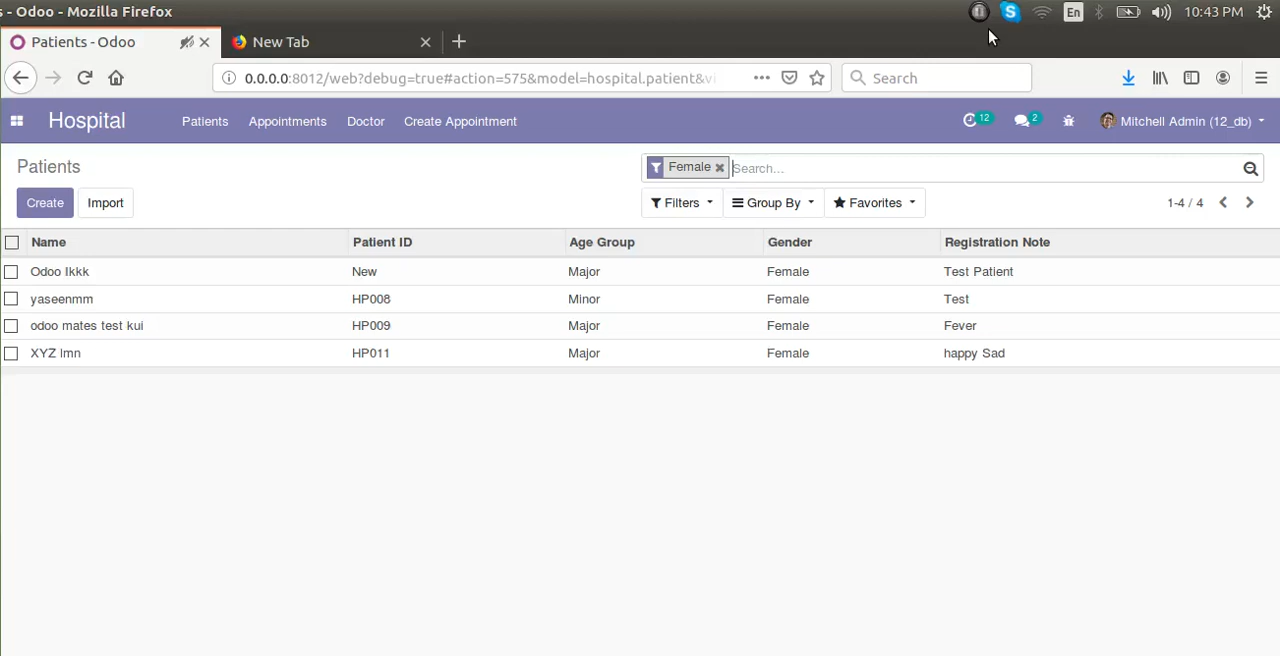 s - Odoo - Mozilla Firefox En 10:43 PM
Patients - Odoo New Tab
0.0.0.0:8012/web?debug=true#action=575&model=hospital.patient&vi Search
Hospital Patients Appointments Doctor Create Appointment 12 2 Mitchell Admin (12_db)
Patients Female Search...
Create Import Filters Group By Favorites 1-4 / 4
Name Patient ID Age Group Gender Registration Note
Odoo Ikkk New Major Female Test Patient
yaseenmm HP008 Minor Female Test
odoo mates test kui HP009 Major Female Fever
XYZ lmn HP011 Major Female happy Sad